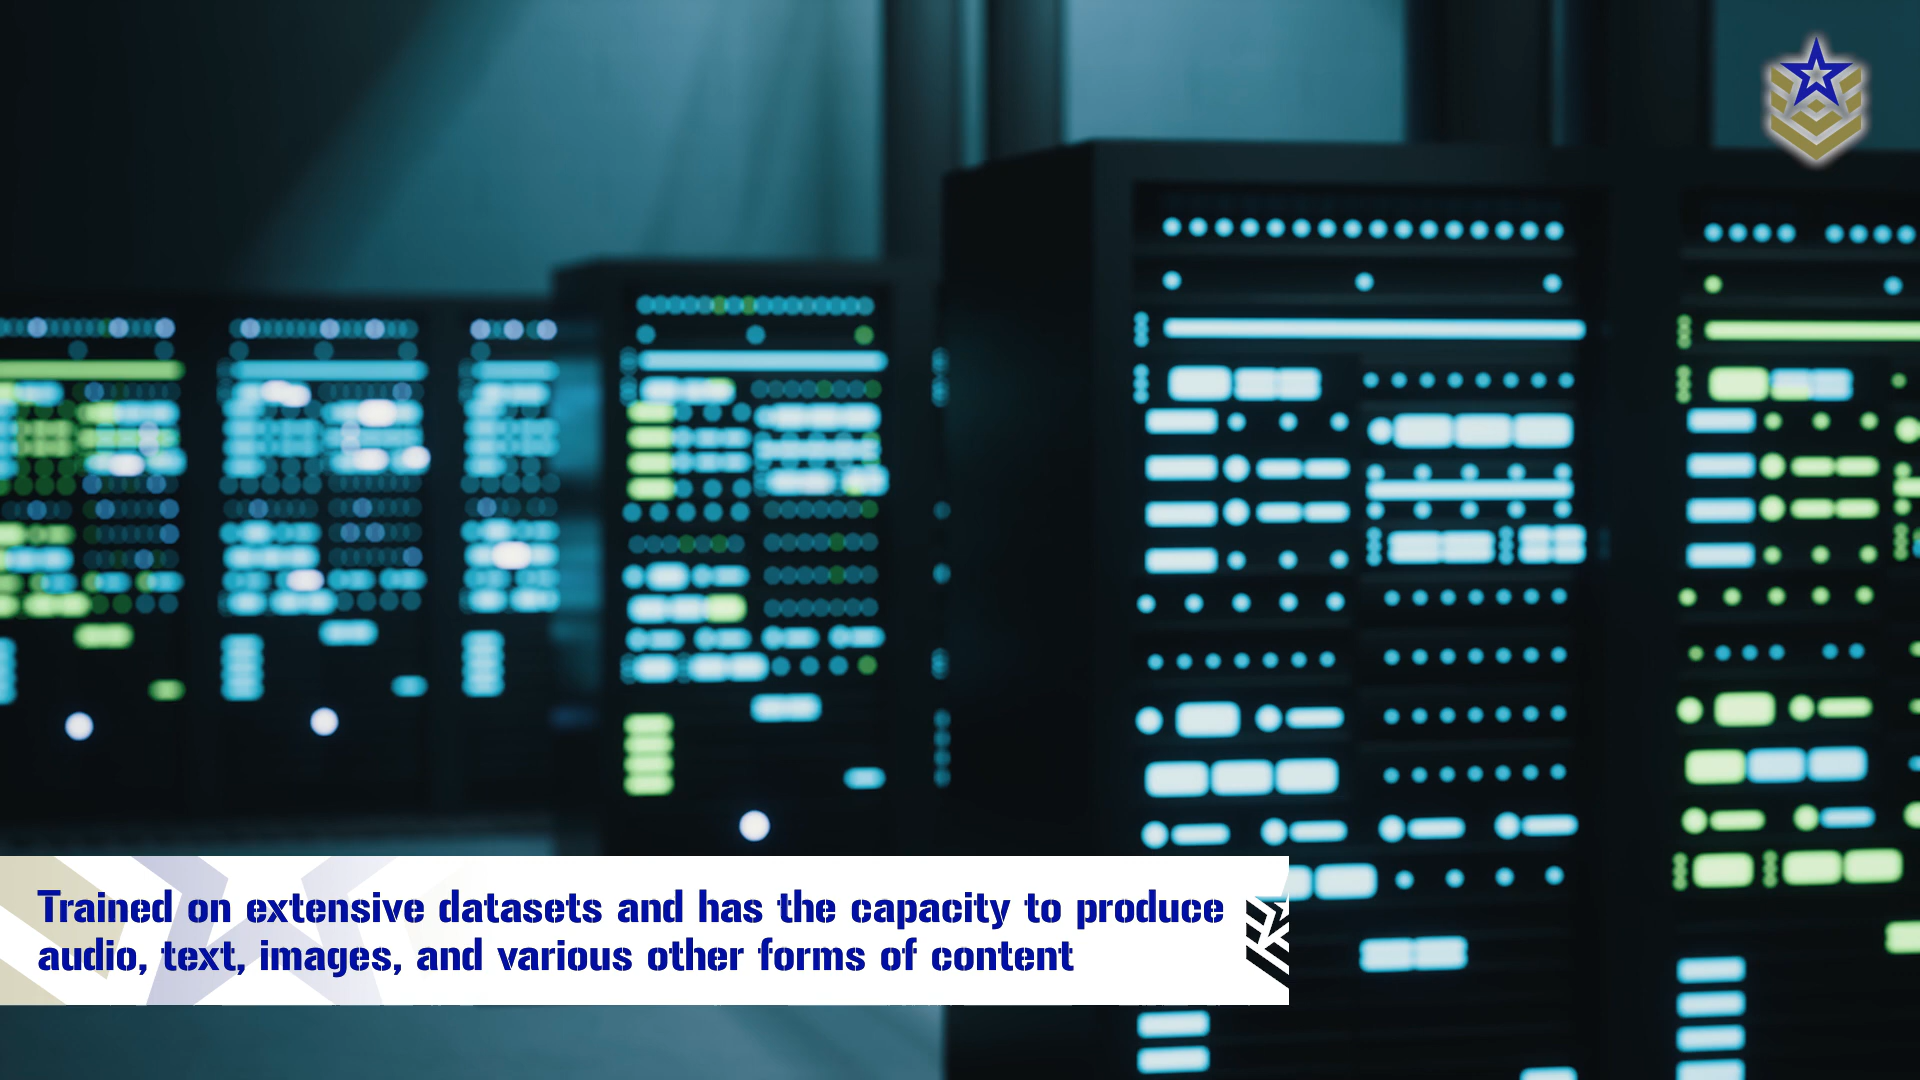 Trained on extensive datasets and has the capacity to produce
audio, text, images, and various other forms of content